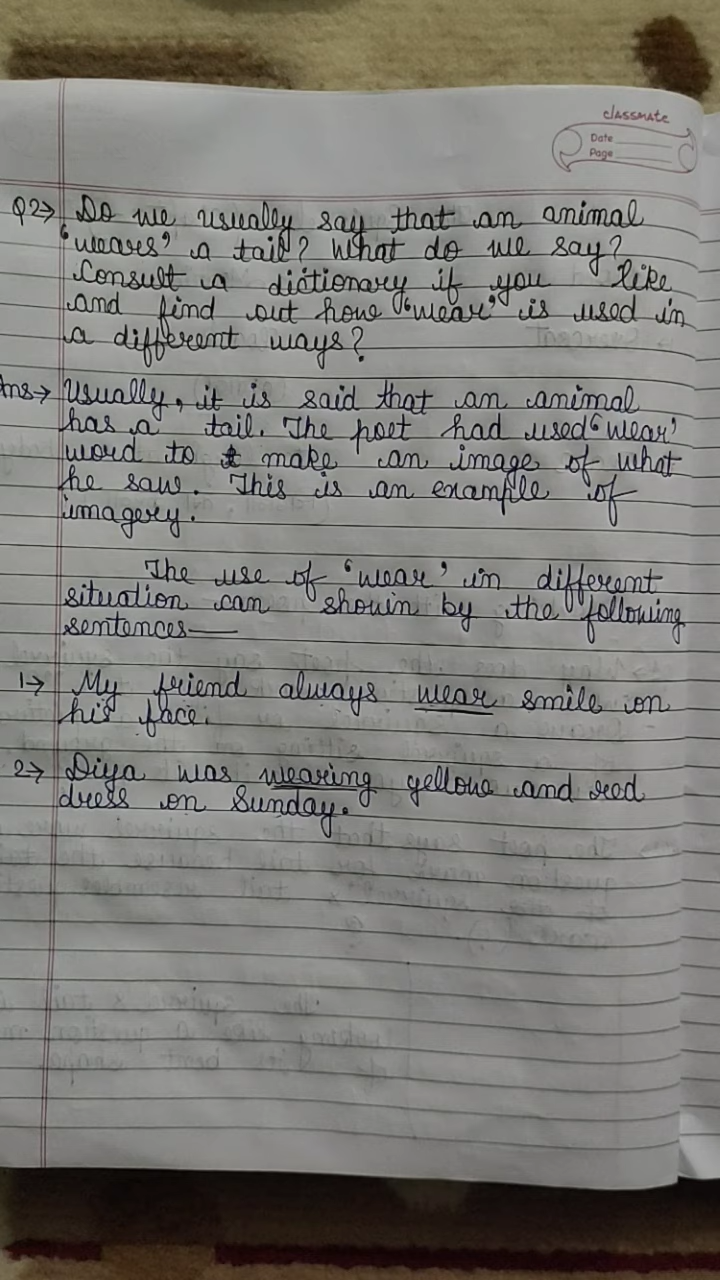 classmate
Date
Page
Q2→ Do we usually say that an animal
'wears' a tail? What do we say?
Consult a dictionary if you like
and find out how 'wear' is used in
a different ways?
Ans→ Usually, it is said that an animal
has a tail. The poet had used 'wear'
word to make an image of what
he saw. This is an example of
imagery.
The use of 'wear' in different
situation can shouin by the following
sentences—
1→ My friend always wear smile on
his face.
2→ Diya was wearing yellow and red
dress on Sunday.